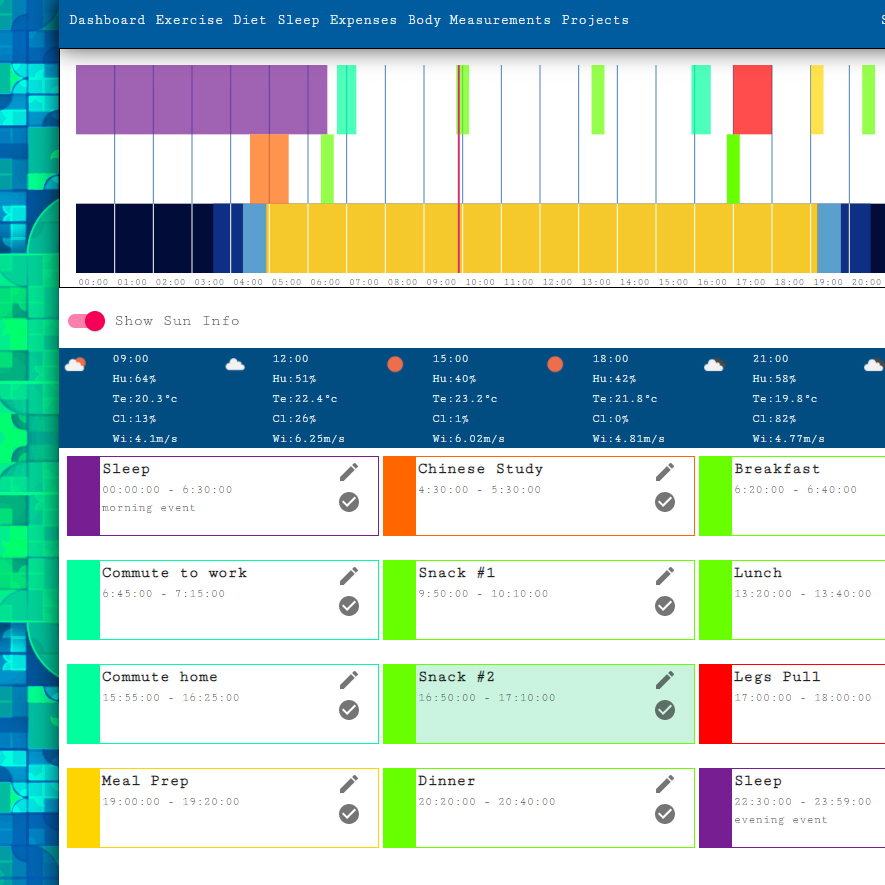 Dashboard Exercise Diet Sleep Expenses Body Measurements Projects
00:00 01:00 02:00 03:00 04:00 05:00 06:00 07:00 08:00 09:00 10:00 11:00 12:00 13:00 14:00 15:00 16:00 17:00 18:00 19:00 20:00
Show Sun Info
09:00 12:00 15:00 18:00 21:00
Hu:64% Hu:51% Hu:40% Hu:42% Hu:58%
Te:20.3°c Te:22.4°c Te:23.2°c Te:21.8°c Te:19.8°c
Cl:13% Cl:26% Cl:1% Cl:0% Cl:82%
Wi:4.1m/s Wi:6.25m/s Wi:6.02m/s Wi:4.81m/s Wi:4.77m/s
Sleep
00:00:00 - 6:30:00
morning event
Chinese Study
4:30:00 - 5:30:00
Breakfast
6:20:00 - 6:40:00
Commute to work
6:45:00 - 7:15:00
Snack #1
9:50:00 - 10:10:00
Lunch
13:20:00 - 13:40:00
Commute home
15:55:00 - 16:25:00
Snack #2
16:50:00 - 17:10:00
Legs Pull
17:00:00 - 18:00:00
Meal Prep
19:00:00 - 19:20:00
Dinner
20:20:00 - 20:40:00
Sleep
22:30:00 - 23:59:00
evening event